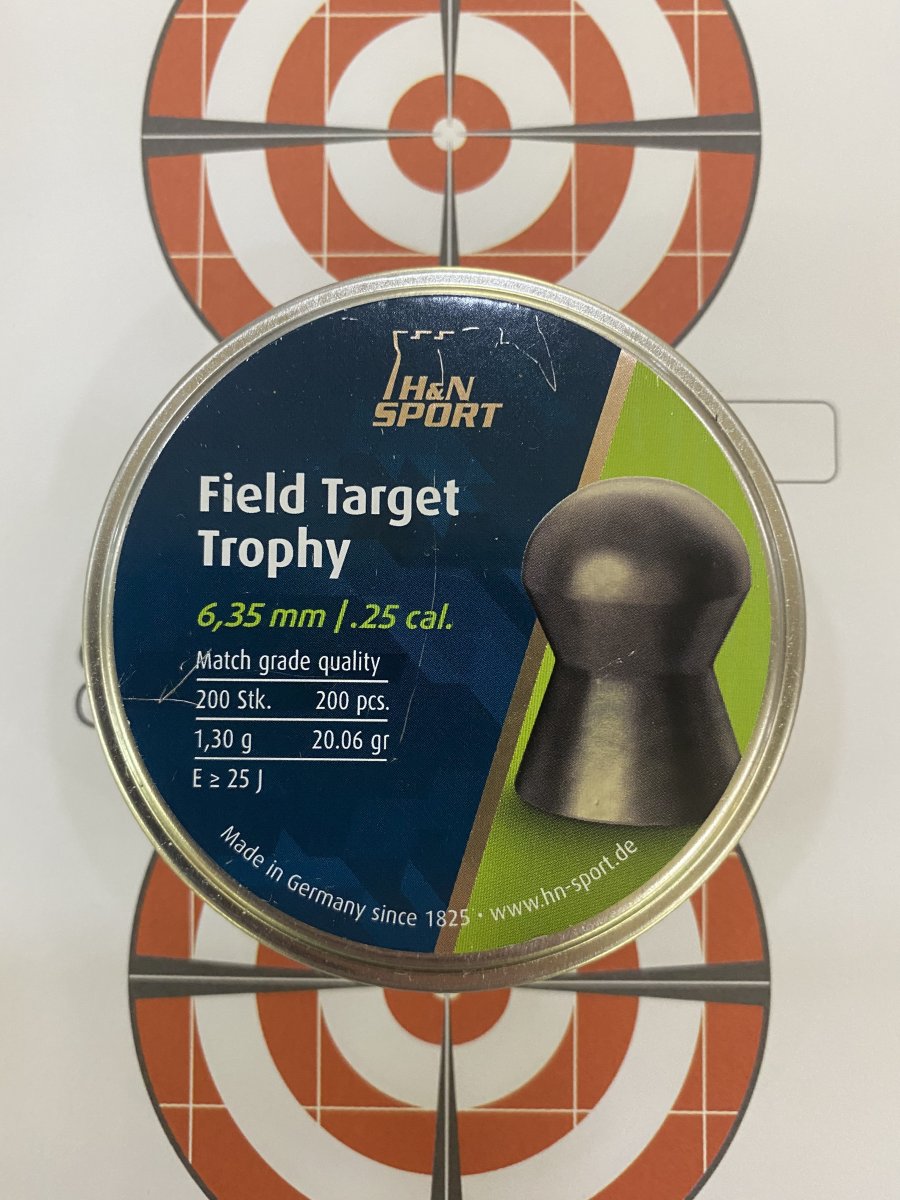 H&N
SPORT
Field Target
Trophy
6,35 mm | .25 cal.
Match grade quality
200 Stk. 200 pcs.
1,30 g 20.06 gr
E ≥ 25 J
Made in Germany since 1825 · www.hn-sport.de